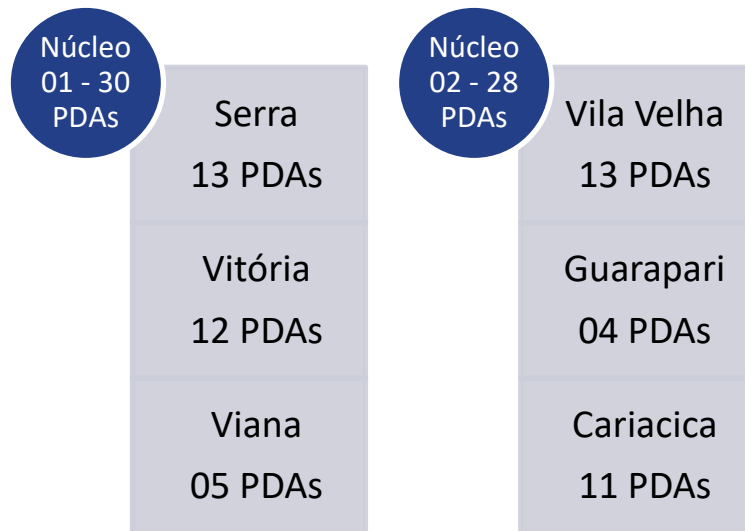 Núcleo
01 - 30
PDAs
Serra
13 PDAs
Vitória
12 PDAs
Viana
05 PDAs
Núcleo
02 - 28
PDAs
Vila Velha
13 PDAs
Guarapari
04 PDAs
Cariacica
11 PDAs